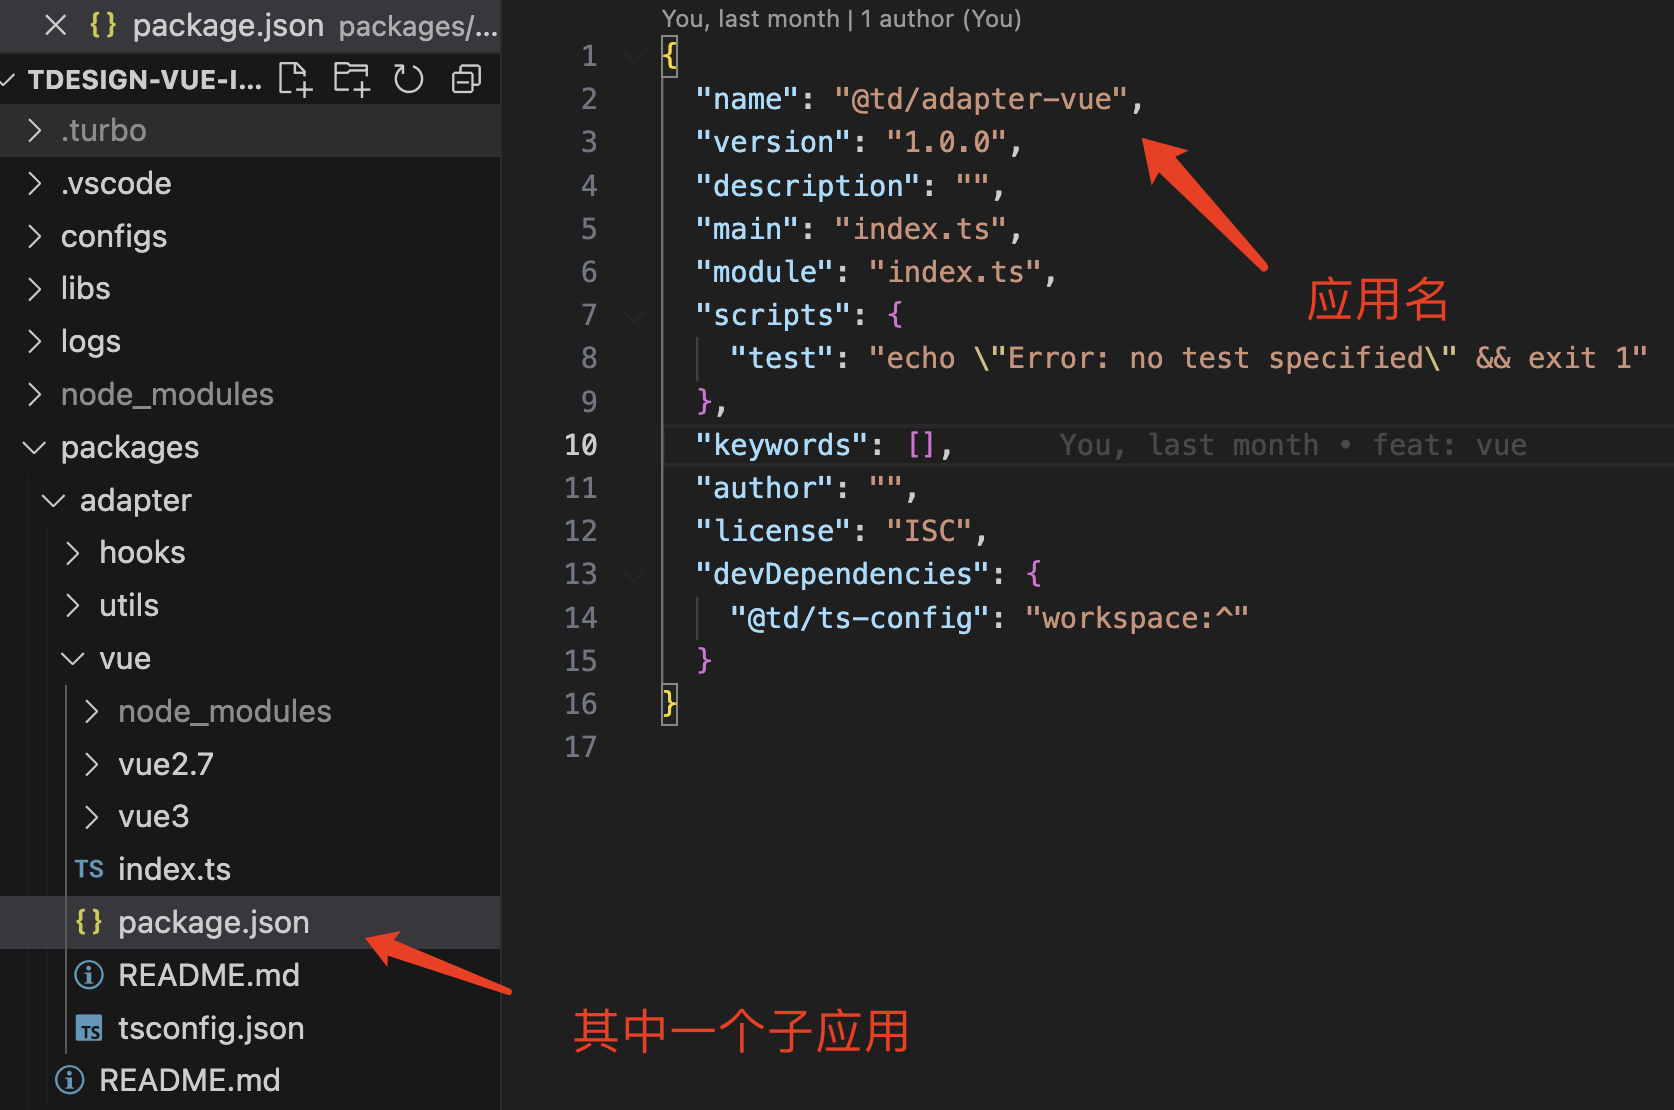 package.json packages/...
TDESIGN-VUE-I...
.turbo
.vscode
configs
libs
logs
node_modules
packages
adapter
hooks
utils
vue
node_modules
vue2.7
vue3
TS index.ts
{} package.json
README.md
TS tsconfig.json
README.md
You, last month | 1 author (You)
1 {
2 "name": "@td/adapter-vue",
3 "version": "1.0.0",
4 "description": "",
5 "main": "index.ts",
6 "module": "index.ts",
7 "scripts": {
8 "test": "echo \"Error: no test specified\" && exit 1"
9 },
10 "keywords": [], You, last month • feat: vue
11 "author": "",
12 "license": "ISC",
13 "devDependencies": {
14 "@td/ts-config": "workspace:^"
15 }
16 }
17
应用名
其中一个子应用